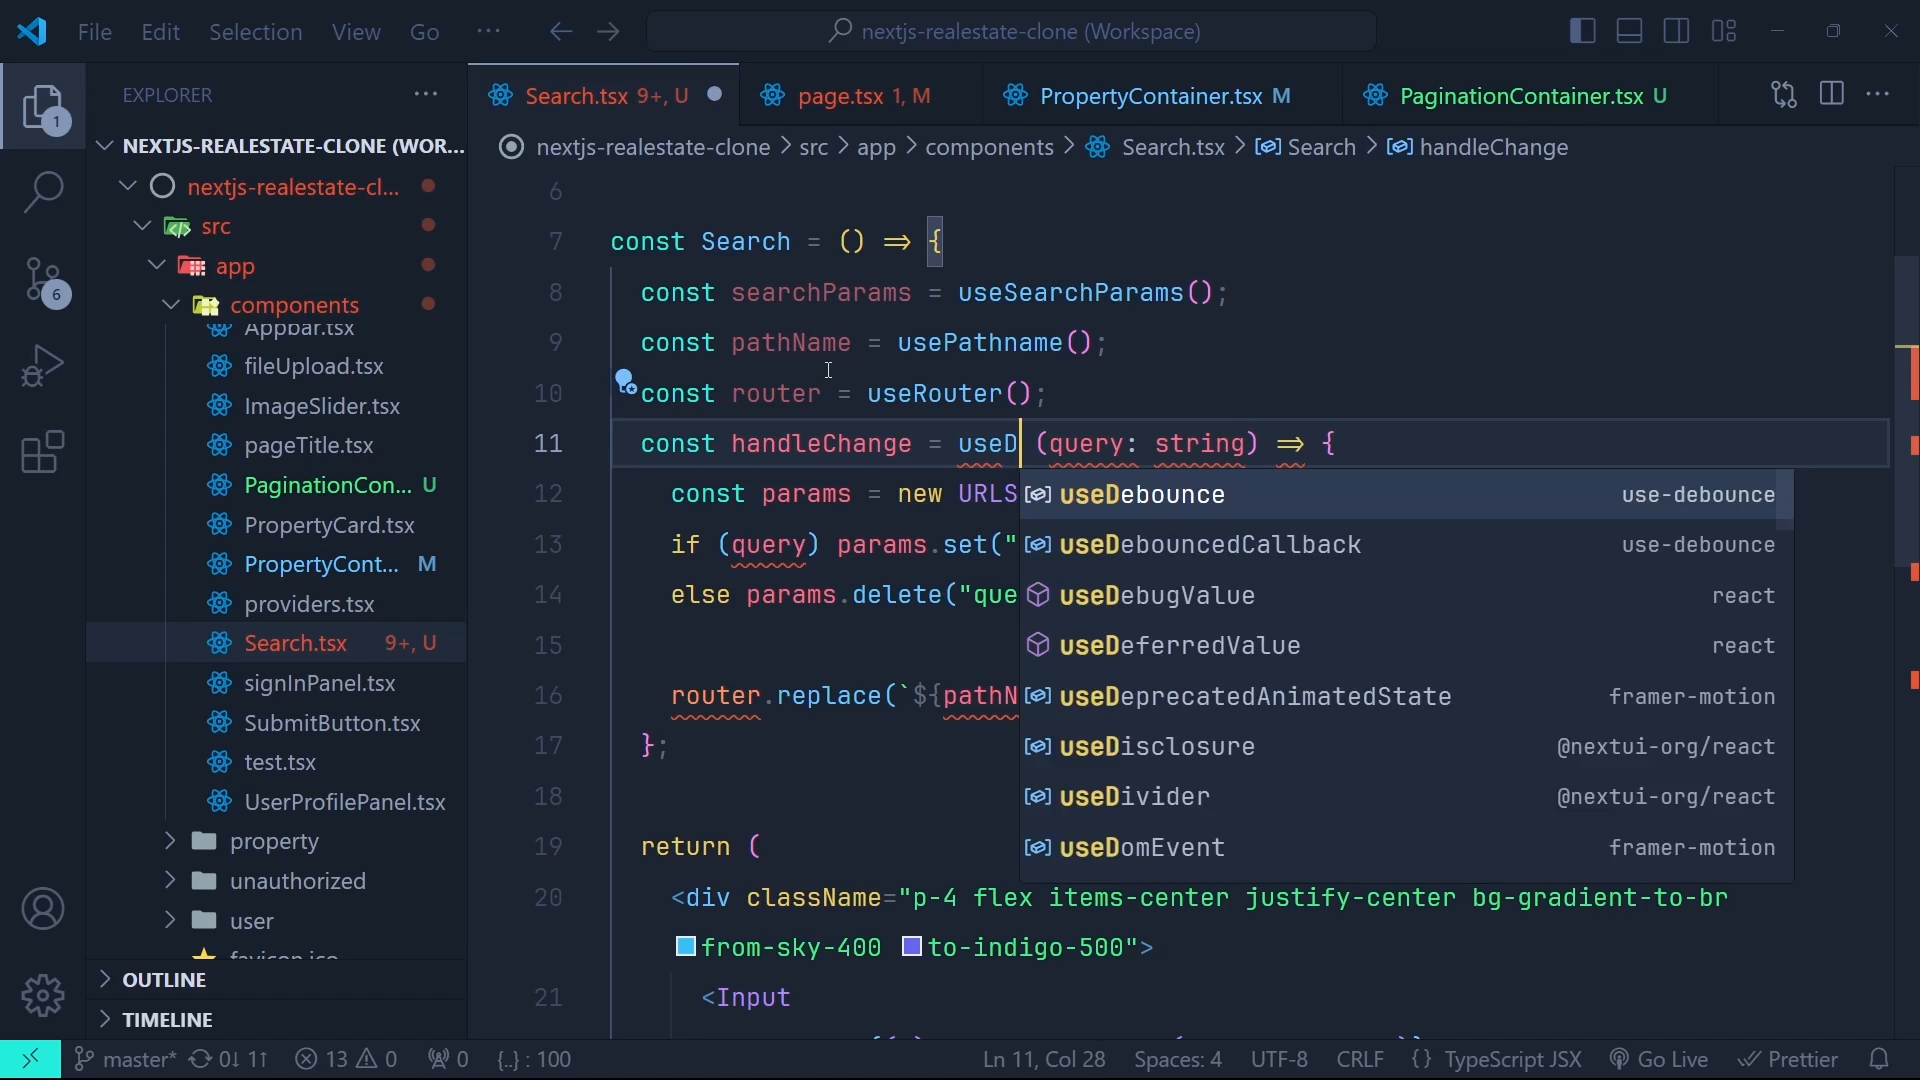 File Edit Selection View Go ... nextjs-realestate-clone (Workspace)
EXPLORER ...
Search.tsx 9+, U page.tsx 1, M PropertyContainer.tsx M PaginationContainer.tsx U ...
1
NEXTJS-REALESTATE-CLONE (WOR...
nextjs-realestate-clone > src > app > components > Search.tsx > Search > handleChange
nextjs-realestate-cl...
src
app
6
components
Appbar.tsx
fileUpload.tsx
ImageSlider.tsx
pageTitle.tsx
PaginationCon... U
PropertyCard.tsx
PropertyCont... M
providers.tsx
Search.tsx 9+, U
signInPanel.tsx
SubmitButton.tsx
test.tsx
UserProfilePanel.tsx
property
unauthorized
user
favicon.ico
OUTLINE
TIMELINE
6
7 const Search = () => {
8 const searchParams = useSearchParams();
9 const pathName = usePathname();
10 const router = useRouter();
11 const handleChange = useD (query: string) => {
12 const params = new URLS
13 if (query) params.set("
14 else params.delete("que
15
16 router.replace(`${pathN
17 };
18
19 return (
20 <div className="p-4 flex items-center justify-center bg-gradient-to-br
from-sky-400 to-indigo-500">
21 <Input
useDebounce use-debounce
useDebouncedCallback use-debounce
useDebugValue react
useDeferredValue react
useDeprecatedAnimatedState framer-motion
useDisclosure @nextui-org/react
useDivider @nextui-org/react
useDomEvent framer-motion
master* 0↓ 1↑ 13 0 0 {..} : 100 Ln 11, Col 28 Spaces: 4 UTF-8 CRLF {} TypeScript JSX Go Live Prettier